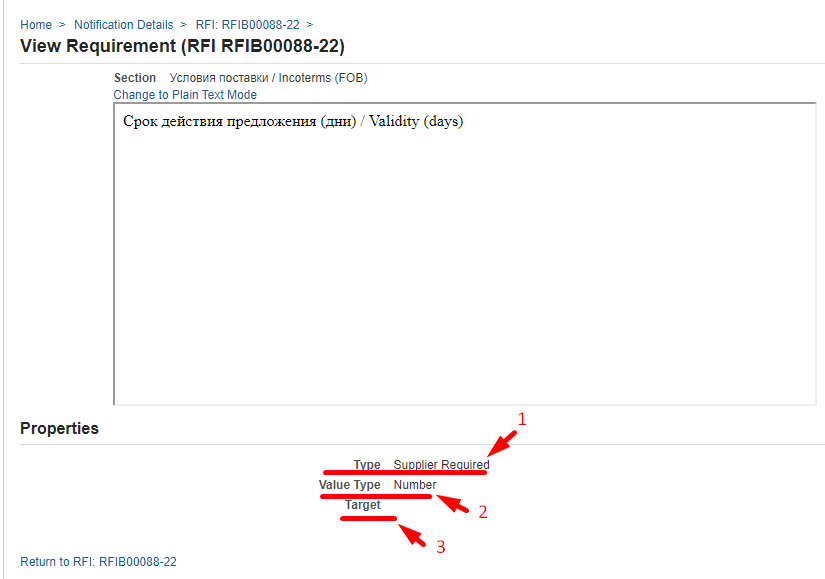 Home > Notification Details > RFI: RFIB00088-22 >
View Requirement (RFI RFIB00088-22)
Section Условия поставки / Incoterms (FOB)
Change to Plain Text Mode
Срок действия предложения (дни) / Validity (days)
1
Properties
Type Supplier Required
Value Type Number
2
Target
3
Return to RFI: RFIB00088-22